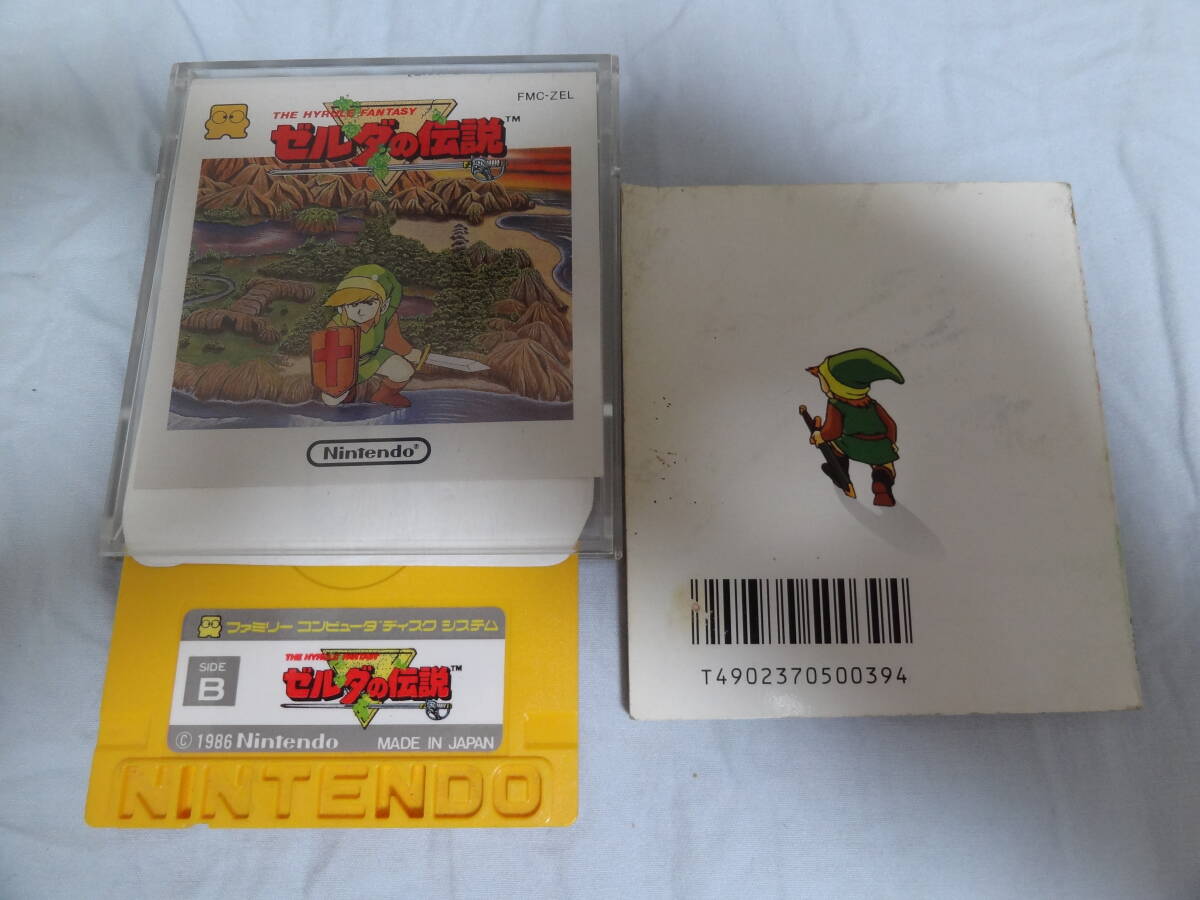 FMC-ZEL
THE HYRULE FANTASY
ゼルダの伝説™
Nintendo®
ファミリー コンピュータ ディスク システム
SIDE
B
THE HYRULE FANTASY
ゼルダの伝説™
© 1986 Nintendo MADE IN JAPAN
NINTENDO
T4902370500394